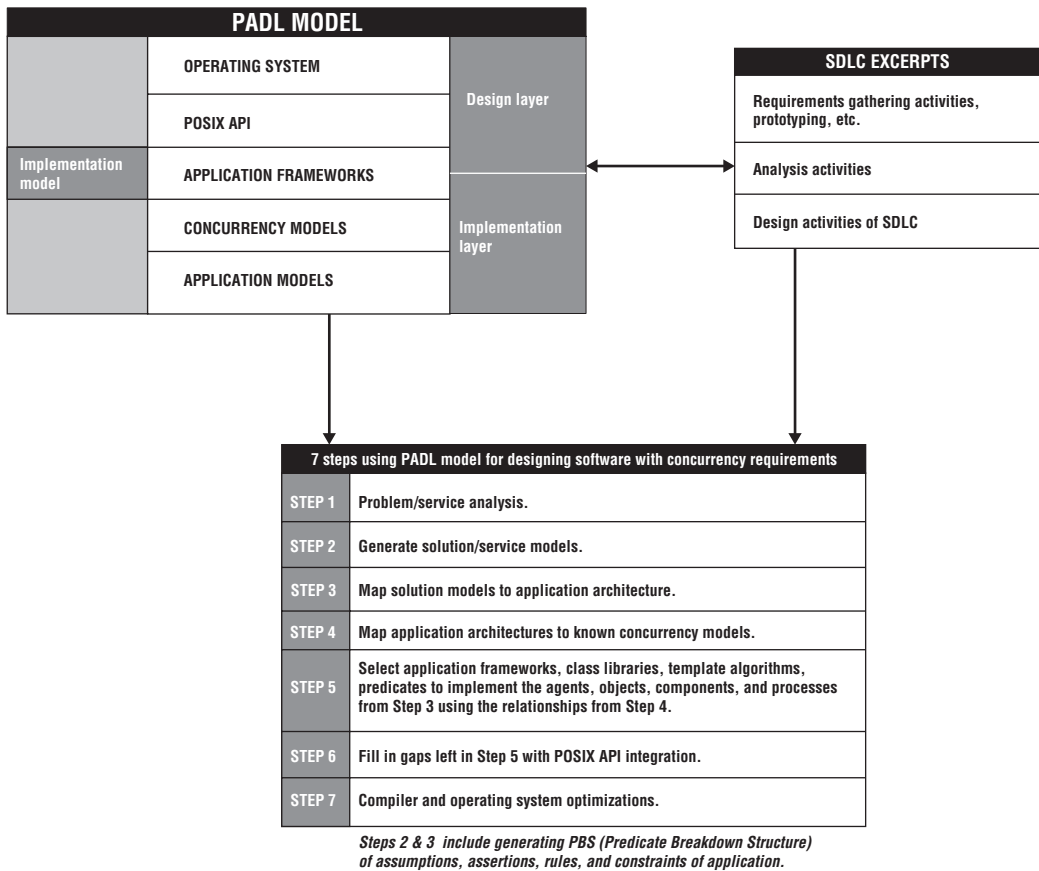 PADL MODEL
OPERATING SYSTEM
POSIX API
Implementation
model
APPLICATION FRAMEWORKS
CONCURRENCY MODELS
APPLICATION MODELS
Design layer
Implementation
layer
SDLC EXCERPTS
Requirements gathering activities,
prototyping, etc.
Analysis activities
Design activities of SDLC
7 steps using PADL model for designing software with concurrency requirements
STEP 1 Problem/service analysis.
STEP 2 Generate solution/service models.
STEP 3 Map solution models to application architecture.
STEP 4 Map application architectures to known concurrency models.
Select application frameworks, class libraries, template algorithms,
STEP 5 predicates to implement the agents, objects, components, and processes
from Step 3 using the relationships from Step 4.
STEP 6 Fill in gaps left in Step 5 with POSIX API integration.
STEP 7 Compiler and operating system optimizations.
Steps 2 & 3 include generating PBS (Predicate Breakdown Structure)
of assumptions, assertions, rules, and constraints of application.